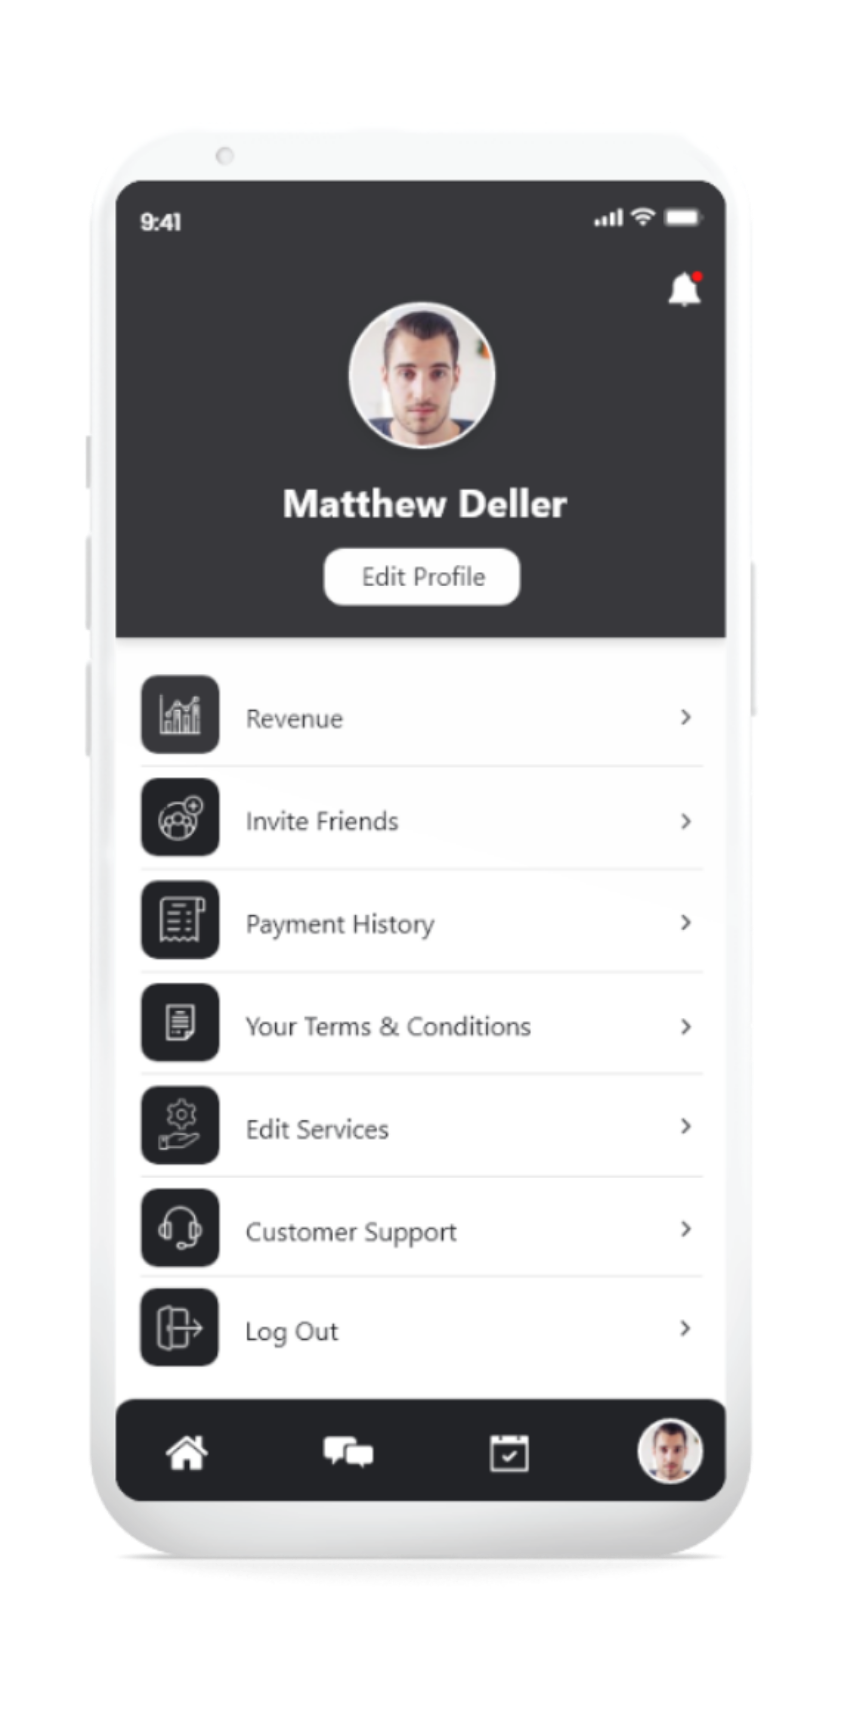 9:41
Matthew Deller
Edit Profile
Revenue
Invite Friends
Payment History
Your Terms & Conditions
Edit Services
Customer Support
Log Out